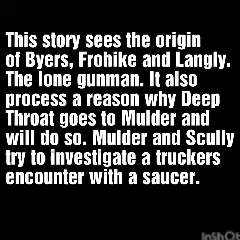 This story sees the origin
of Byers, Frohike and Langly.
The lone gunman. It also
process a reason why Deep
Throat goes to Mulder and
will do so. Mulder and Scully
try to investigate a truckers
encounter with a saucer.